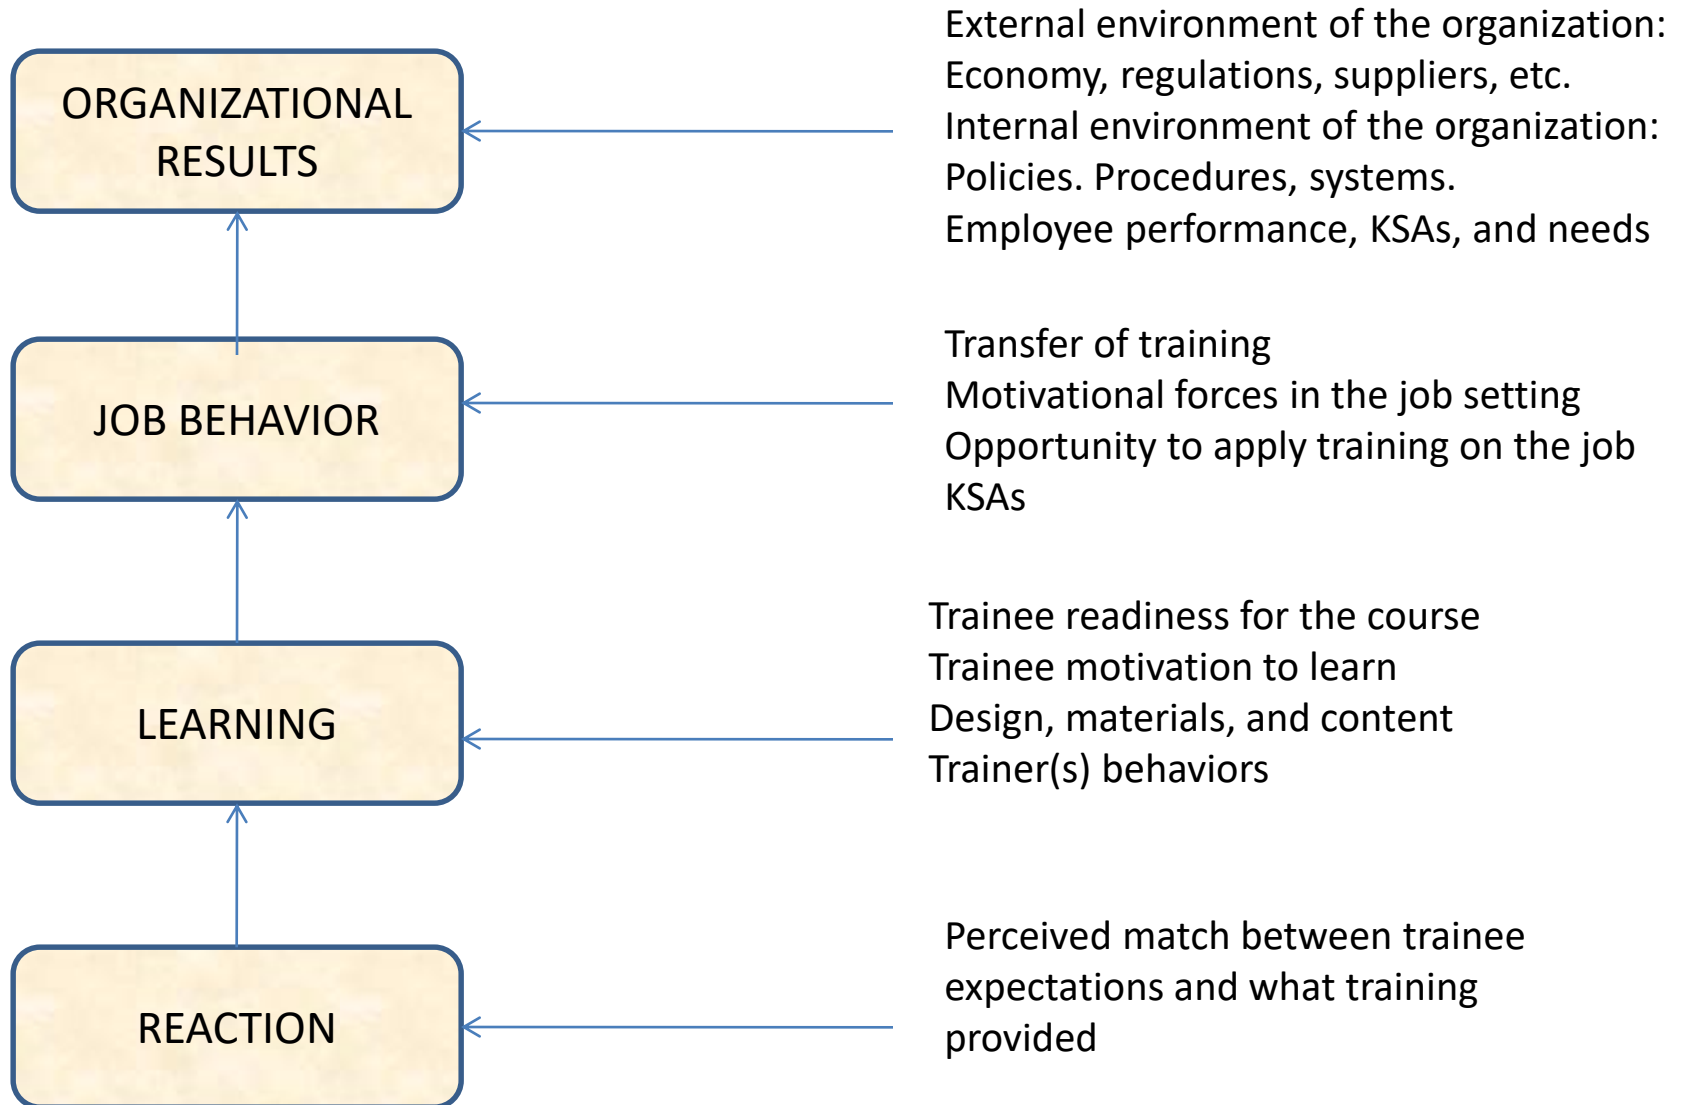 ORGANIZATIONAL
RESULTS
External environment of the organization:
Economy, regulations, suppliers, etc.
Internal environment of the organization:
Policies. Procedures, systems.
Employee performance, KSAs, and needs
JOB BEHAVIOR
Transfer of training
Motivational forces in the job setting
Opportunity to apply training on the job
KSAs
LEARNING
Trainee readiness for the course
Trainee motivation to learn
Design, materials, and content
Trainer(s) behaviors
REACTION
Perceived match between trainee
expectations and what training
provided